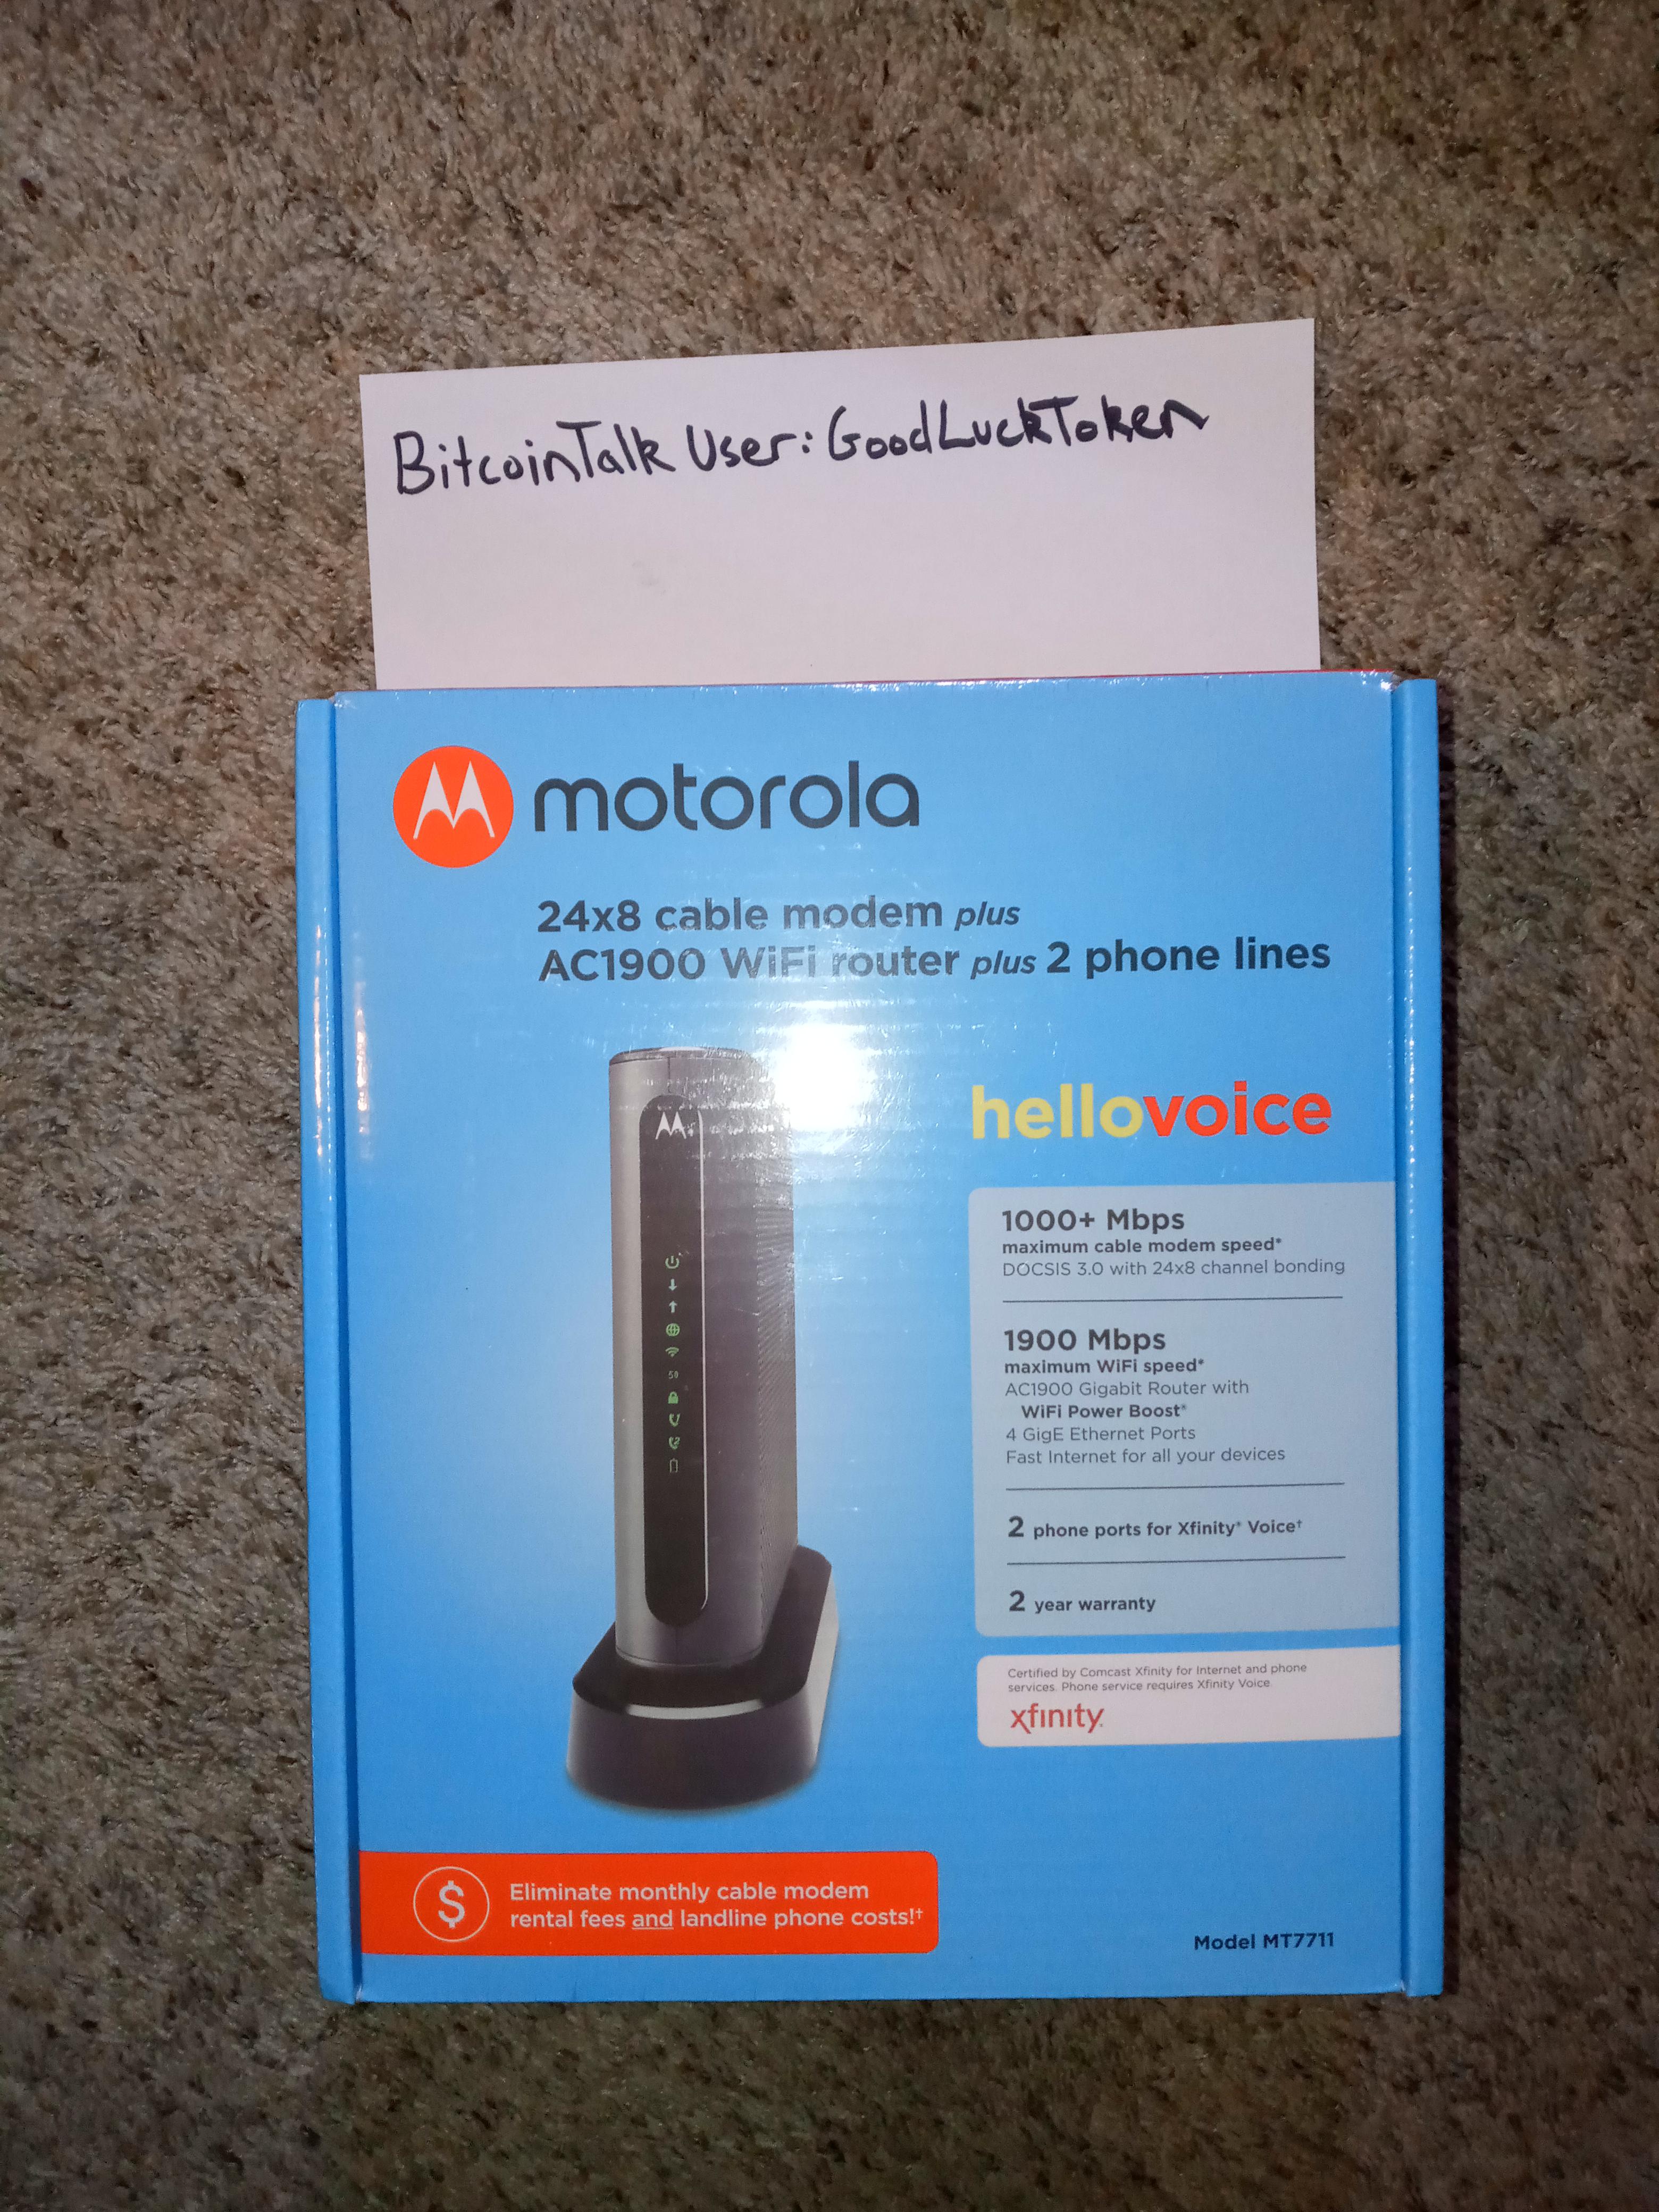 BitcoinTalk User: GoodLuckToken
motorola
24x8 cable modem plus
AC1900 WiFi router plus 2 phone lines
hellovoice
1000+ Mbps
maximum cable modem speed*
DOCSIS 3.0 with 24x8 channel bonding
1900 Mbps
maximum WiFi speed*
AC1900 Gigabit Router with
WiFi Power Boost*
4 GigE Ethernet Ports
Fast Internet for all your devices
2 phone ports for Xfinity® Voice†
2 year warranty
Certified by Comcast Xfinity for Internet and phone
services. Phone service requires Xfinity Voice.
xfinity
$
Eliminate monthly cable modem
rental fees and landline phone costs!†
Model MT7711